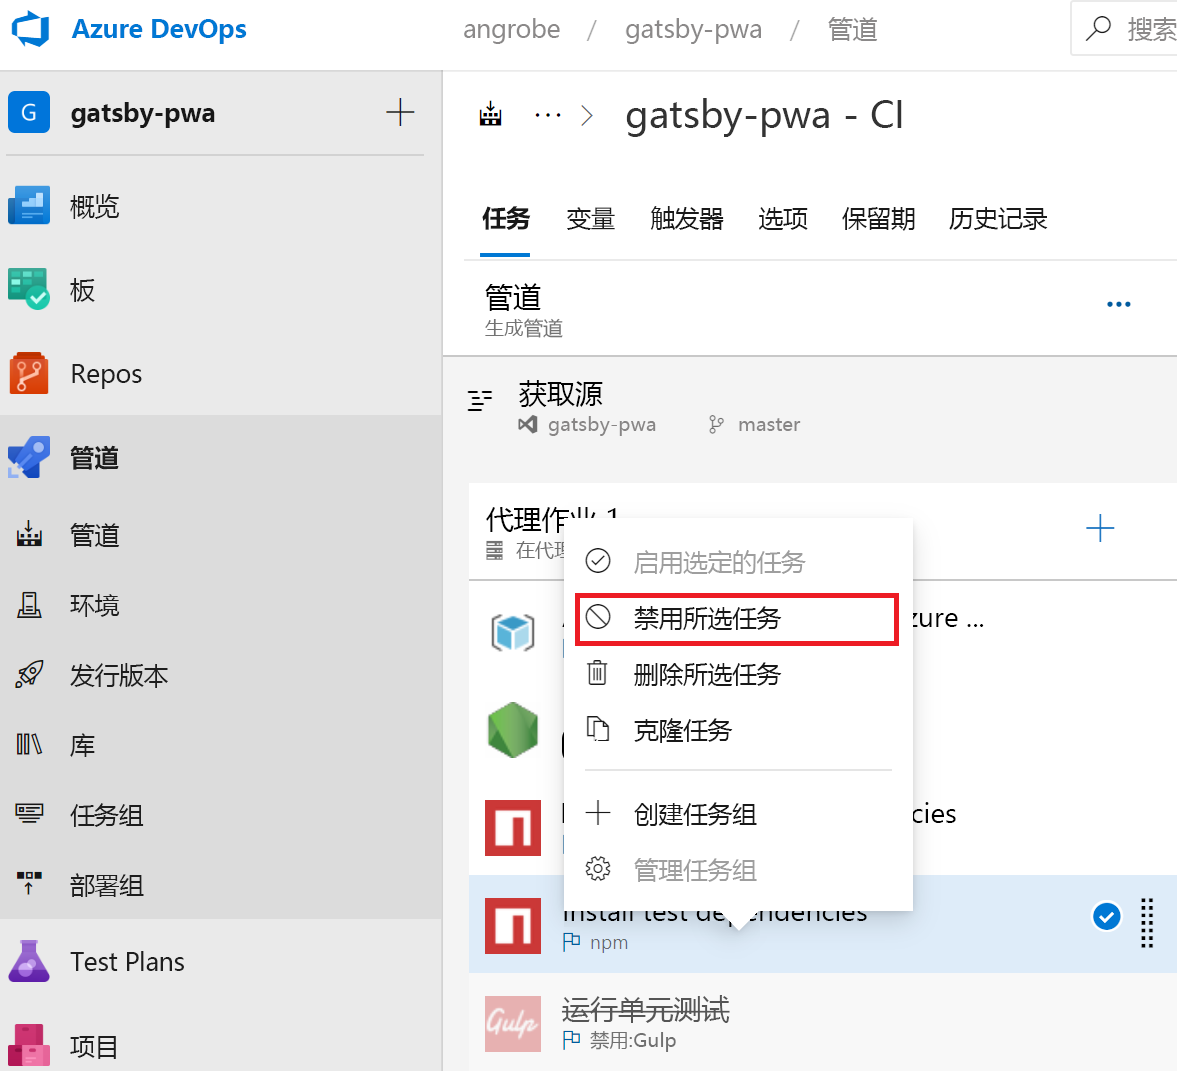 Azure DevOps
angrobe / gatsby-pwa / 管道
搜索
G gatsby-pwa
gatsby-pwa - CI
概览
板
Repos
管道
管道
环境
发行版本
库
任务组
部署组
Test Plans
项目
任务 变量 触发器 选项 保留期 历史记录
管道
生成管道
获取源
gatsby-pwa master
代理作业 1
在代理
启用选定的任务
禁用所选任务
删除所选任务
克隆任务
创建任务组
管理任务组
zure ...
cies
Install test dependencies
npm
Gulp
运行单元测试
禁用:Gulp